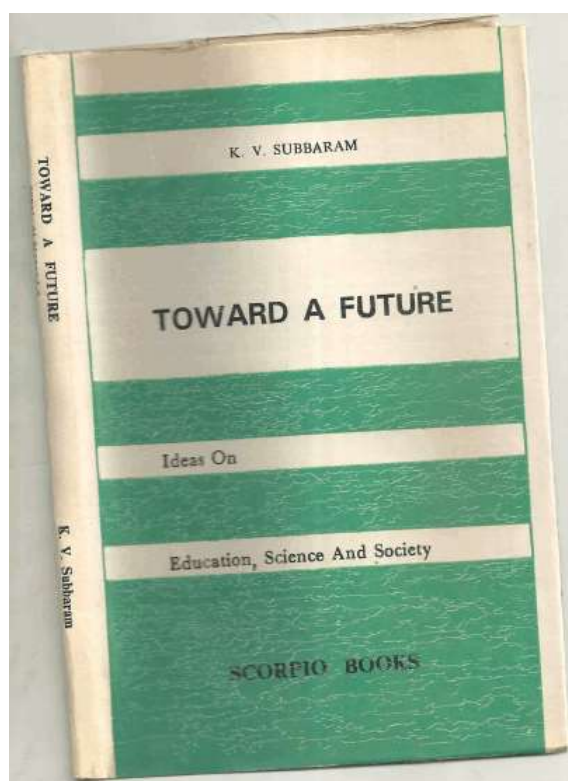 K. V. SUBBARAM
TOWARD A FUTURE
Ideas On
Education, Science And Society
SCORPIO BOOKS
TOWARD A FUTURE
K. V. Subbaram